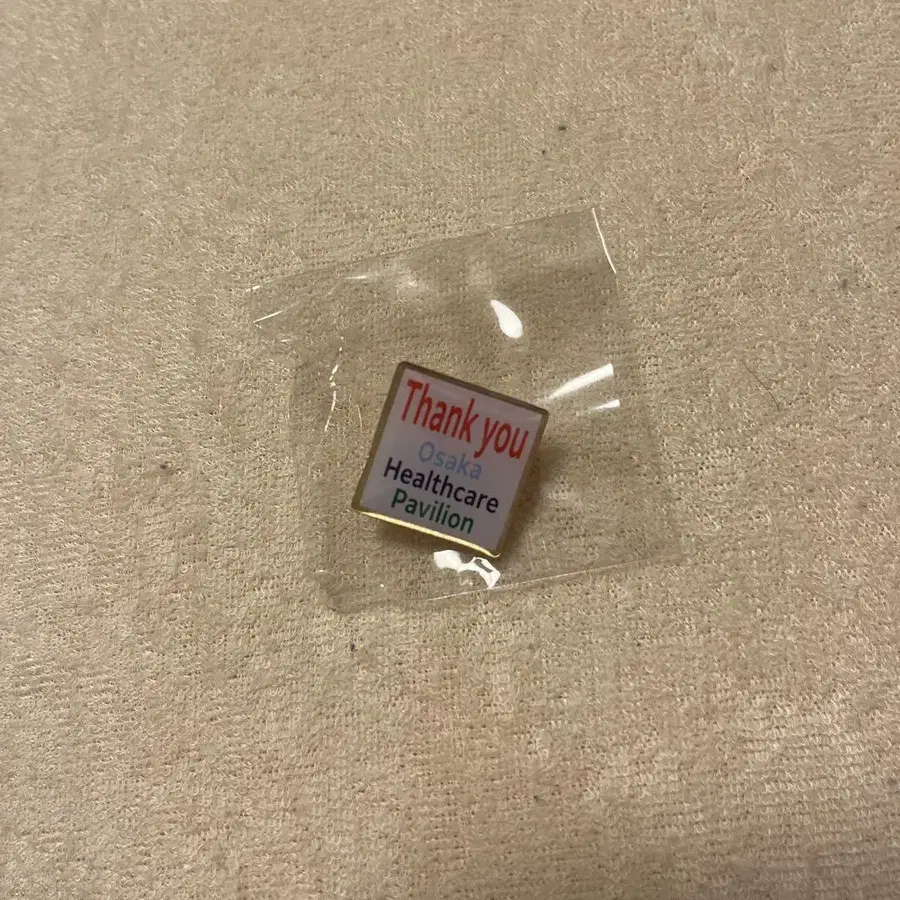 Thank you
Osaka
Healthcare
Pavilion